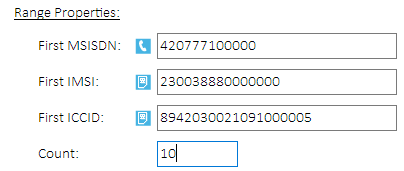 Range Properties:
First MSISDN: 420777100000
First IMSI: 230038880000000
First ICCID: 8942030021091000005
Count: 10